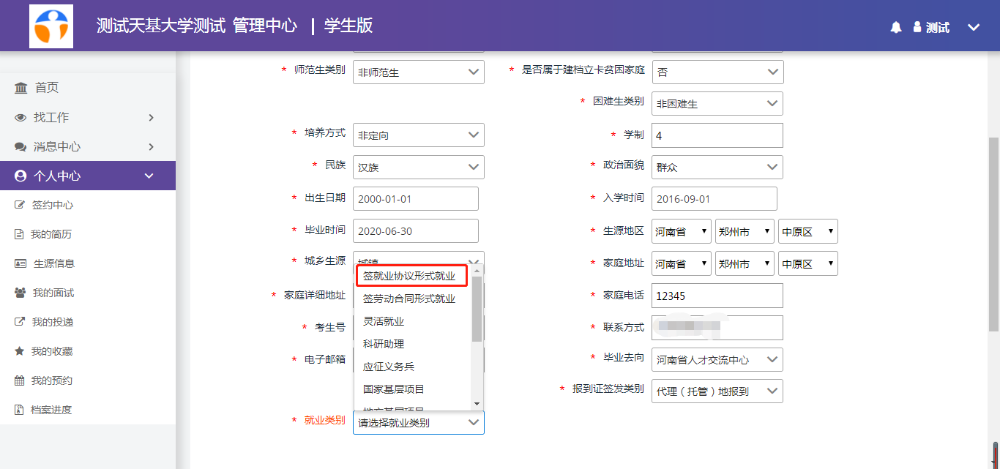 测试天基大学测试 管理中心 | 学生版
测试
首页
找工作
消息中心
个人中心
签约中心
我的简历
生源信息
我的面试
我的投递
我的收藏
我的预约
档案进度
* 师范生类别 非师范生
* 是否属于建档立卡贫困家庭 否
* 困难生类别 非困难生
* 培养方式 非定向
* 学制 4
* 民族 汉族
* 政治面貌 群众
* 出生日期 2000-01-01
* 入学时间 2016-09-01
* 毕业时间 2020-06-30
* 生源地区 河南省 郑州市 中原区
* 城乡生源 城镇
* 家庭地址 河南省 郑州市 中原区
签就业协议形式就业
签劳动合同形式就业
灵活就业
科研助理
应征义务兵
国家基层项目
地方基层项目
* 家庭详细地址
* 家庭电话 12345
* 考生号
* 联系方式
* 电子邮箱
* 毕业去向 河南省人才交流中心
* 报到证签发类别 代理（托管）地报到
* 就业类别 请选择就业类别